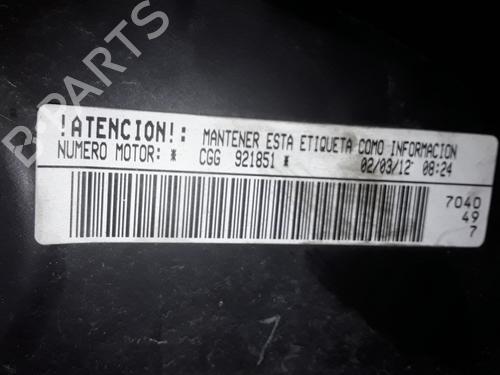 B-PARTS
!ATENCION!: MANTENER ESTA ETIQUETA COMO INFORMACION
NUMERO MOTOR: * CGG 921851 * 02/03/12 08:24
7040
49
7